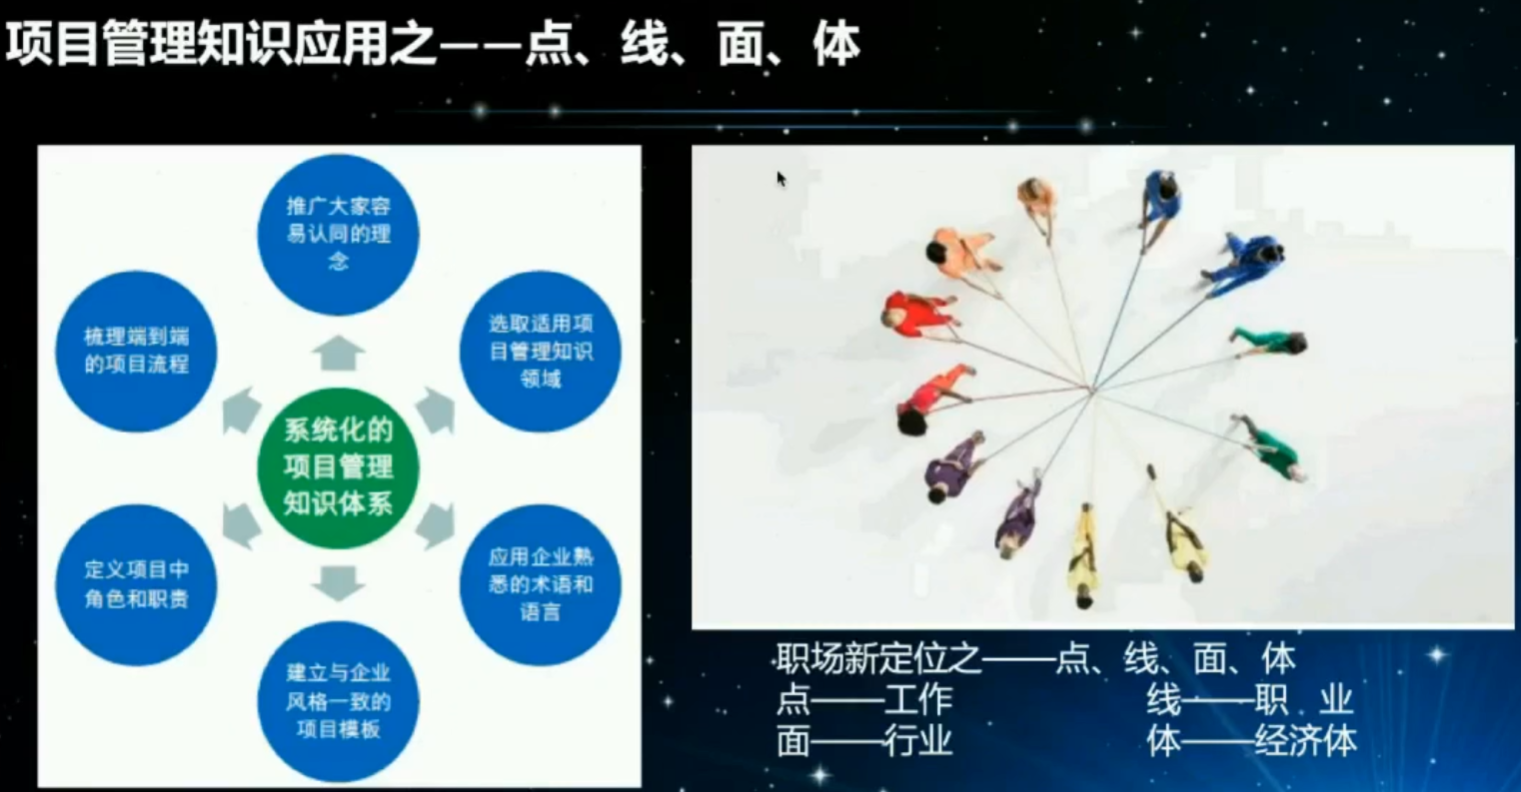 项目管理知识应用之——点、线、面、体
推广大家容
易认同的理
念
选取适用项
目管理知识
领域
应用企业熟
悉的术语和
语言
建立与企业
风格一致的
项目模板
定义项目中
角色和职责
梳理端到端
的项目流程
系统化的
项目管理
知识体系
职场新定位之——点、线、面、体
点——工作 线——职 业
面——行业 体——经济体